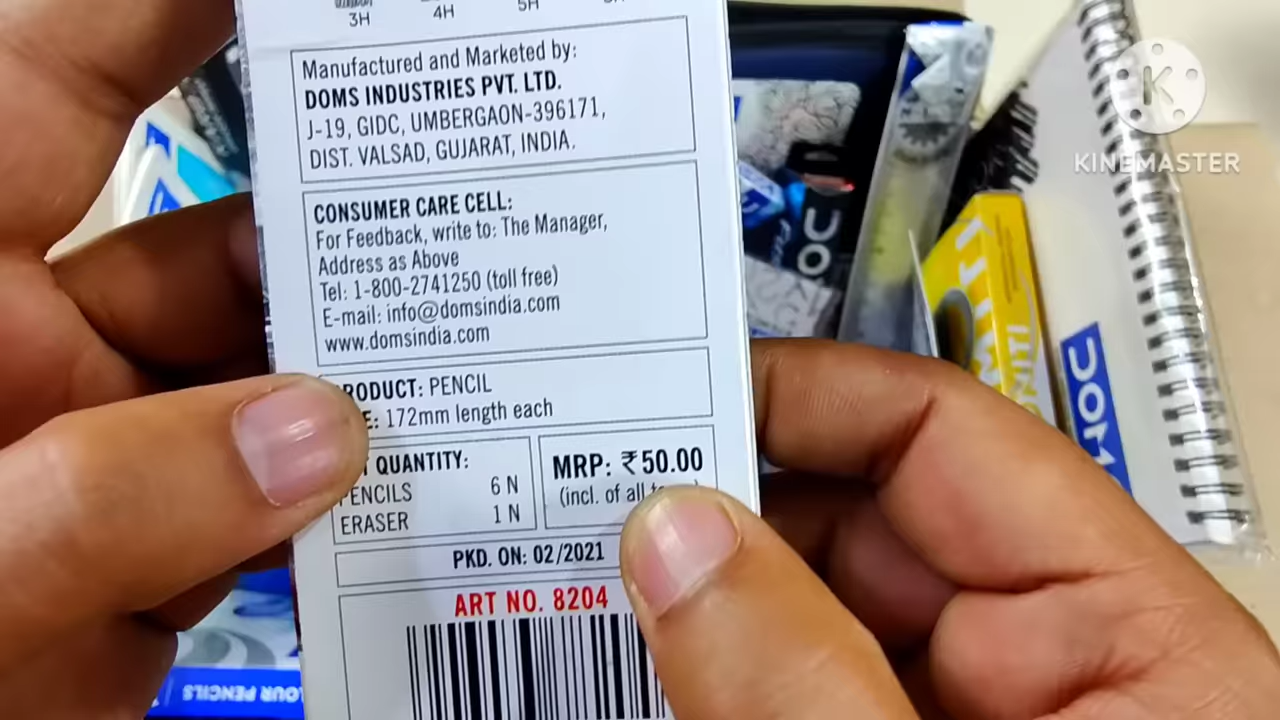 3H 4H 5H
Manufactured and Marketed by:
DOMS INDUSTRIES PVT. LTD.
J-19, GIDC, UMBERGAON-396171,
DIST. VALSAD, GUJARAT, INDIA.
CONSUMER CARE CELL:
For Feedback, write to: The Manager,
Address as Above
Tel: 1-800-2741250 (toll free)
E-mail: info@domsindia.com
www.domsindia.com
RODUCT: PENCIL
E: 172mm length each
QUANTITY:
PENCILS 6 N
ERASER 1 N
MRP: ₹50.00
(incl. of all
PKD. ON: 02/2021
ART NO. 8204
K
KINEMASTER
LOUR PENCILS